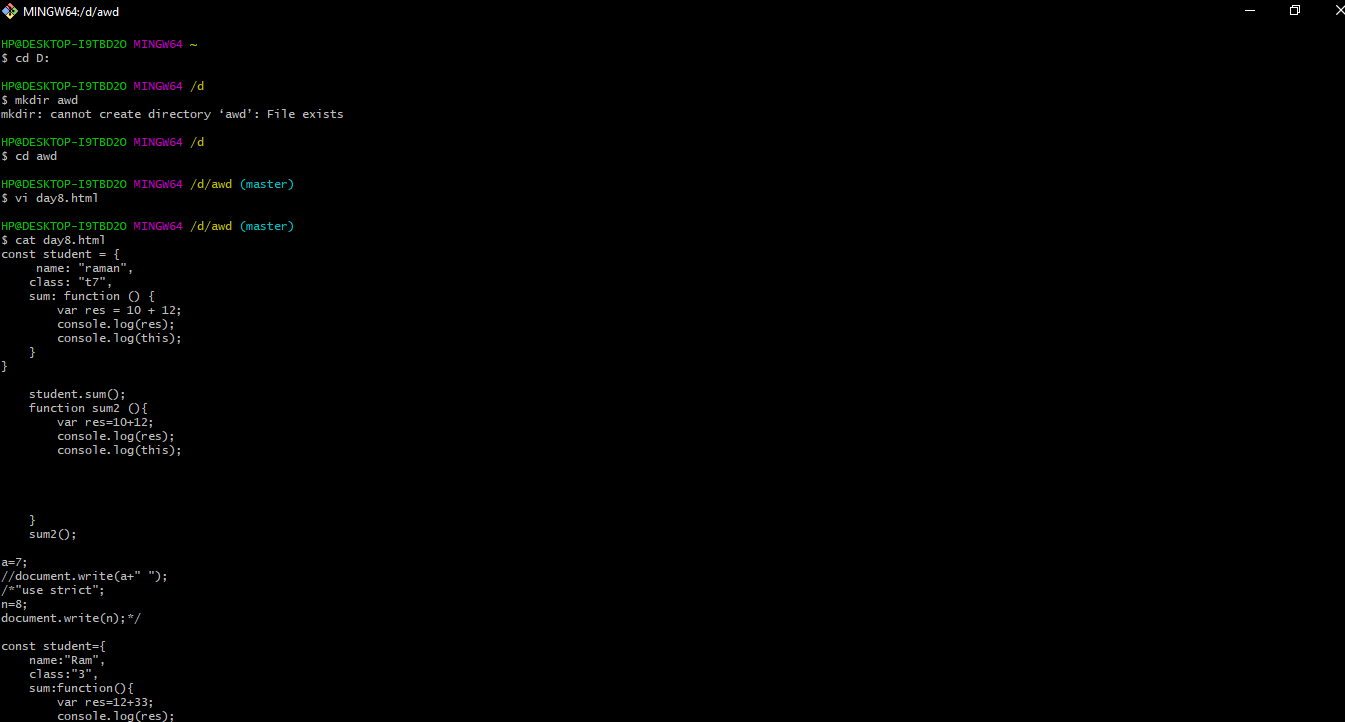 MINGW64:/d/awd
HP@DESKTOP-I9TBD2O MINGW64 ~
$ cd D:
HP@DESKTOP-I9TBD2O MINGW64 /d
$ mkdir awd
mkdir: cannot create directory ‘awd’: File exists
HP@DESKTOP-I9TBD2O MINGW64 /d
$ cd awd
HP@DESKTOP-I9TBD2O MINGW64 /d/awd (master)
$ vi day8.html
HP@DESKTOP-I9TBD2O MINGW64 /d/awd (master)
$ cat day8.html
const student = {
     name: "raman",
    class: "t7",
    sum: function () {
        var res = 10 + 12;
        console.log(res);
        console.log(this);
    }
}
    student.sum();
    function sum2 (){
        var res=10+12;
        console.log(res);
        console.log(this);
    }
    sum2();
a=7;
//document.write(a+" ");
/*"use strict";
n=8;
document.write(n);*/
const student={
    name:"Ram",
    class:"3",
    sum:function(){
        var res=12+33;
        console.log(res);